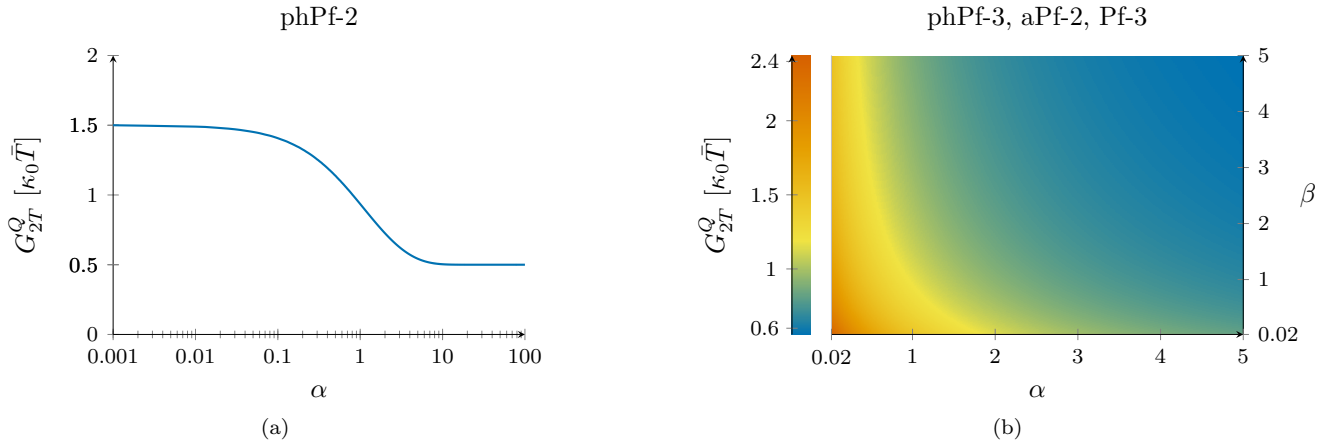 phPf-2
2
1.5
1
0.5
0
G^Q_{2T} [κ₀T̄]
0.001 0.01 0.1 1 10 100
α
(a)
phPf-3, aPf-2, Pf-3
2.4
2
1.5
1
0.6
G^Q_{2T} [κ₀T̄]
5
4
3
2
1
0.02
β
0.02 1 2 3 4 5
α
(b)